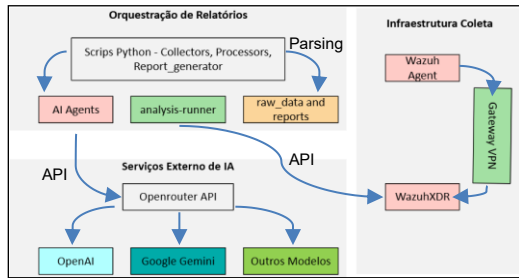 Orquestração de Relatórios
Scrips Python - Collectors, Processors,
Report_generator
Parsing
AI Agents
analysis-runner
raw_data and
reports
API
API
Serviços Externo de IA
Openrouter API
OpenAI
Google Gemini
Outros Modelos
Infraestrutura Coleta
Wazuh
Agent
Gateway VPN
WazuhXDR